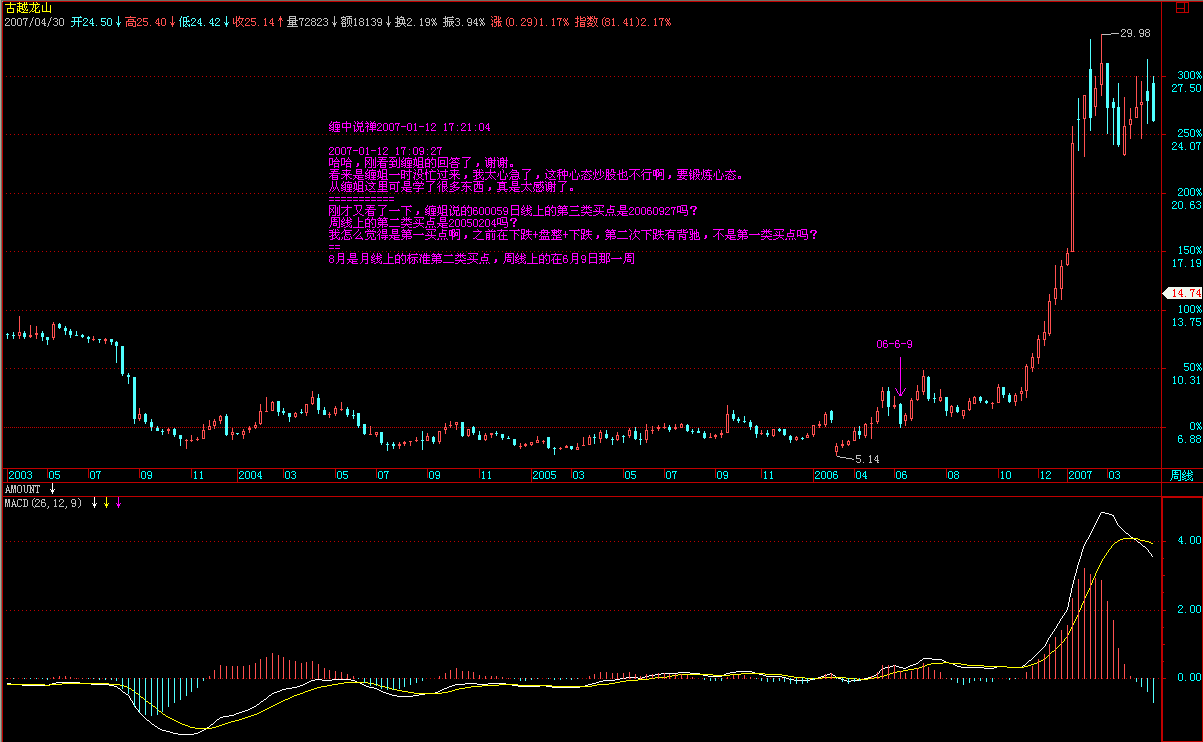 古越龙山
2007/04/30 开24.50↓高25.40↓低24.42↓收25.14↑量72823↓额18139↓换2.19% 振3.94% 涨(0.29)1.17% 指数(81.41)2.17%
29.98
300%
27.50
缠中说禅2007-01-12 17:21:04
250%
24.07
2007-01-12 17:09:27
哈哈，刚看到缠姐的回答了，谢谢。
看来是缠姐一时没忙过来，我太心急了，这种心态炒股也不行啊，要锻炼心态。
从缠姐这里可是学了很多东西，真是太感谢了。
===========
200%
20.63
刚才又看了一下，缠姐说的600059日线上的第三类买点是20060927吗？
周线上的第二类买点是20050204吗？
我怎么觉得是第一买点啊，之前在下跌+盘整+下跌，第二次下跌有背驰，不是第一类买点吗？
==
8月是月线上的标准第二类买点，周线上的在6月9日那一周
150%
17.19
14.74
100%
13.75
06-6-9
50%
10.31
0%
6.88
5.14
2003 05 07 09 11 2004 03 05 07 09 11 2005 03 05 07 09 11 2006 04 06 08 10 12 2007 03 周线
AMOUNT ↓
MACD(26,12,9) ↓ ↓ ↓
4.00
2.00
0.00